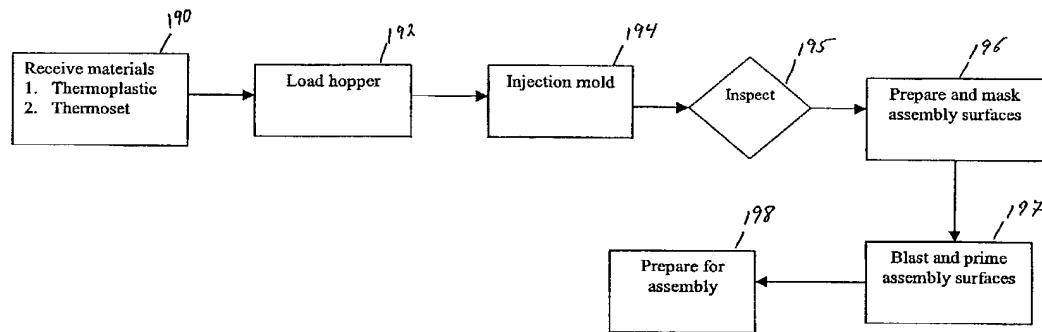 190
Receive materials
1. Thermoplastic
2. Thermoset
192
Load hopper
194
Injection mold
195
Inspect
196
Prepare and mask
assembly surfaces
197
Blast and prime
assembly surfaces
198
Prepare for
assembly